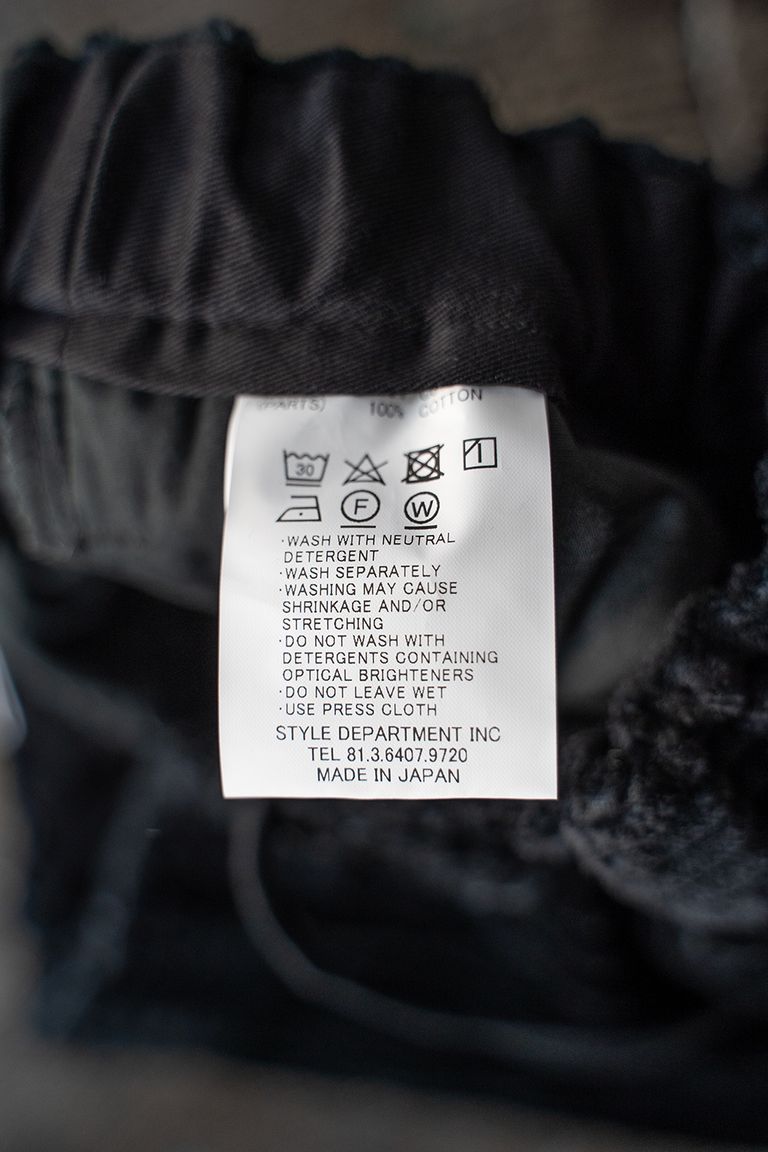 (PARTS) 100% COTTON
30
F W
·WASH WITH NEUTRAL
DETERGENT
·WASH SEPARATELY
·WASHING MAY CAUSE
SHRINKAGE AND/OR
STRETCHING
·DO NOT WASH WITH
DETERGENTS CONTAINING
OPTICAL BRIGHTENERS
·DO NOT LEAVE WET
·USE PRESS CLOTH
STYLE DEPARTMENT INC
TEL 81.3.6407.9720
MADE IN JAPAN